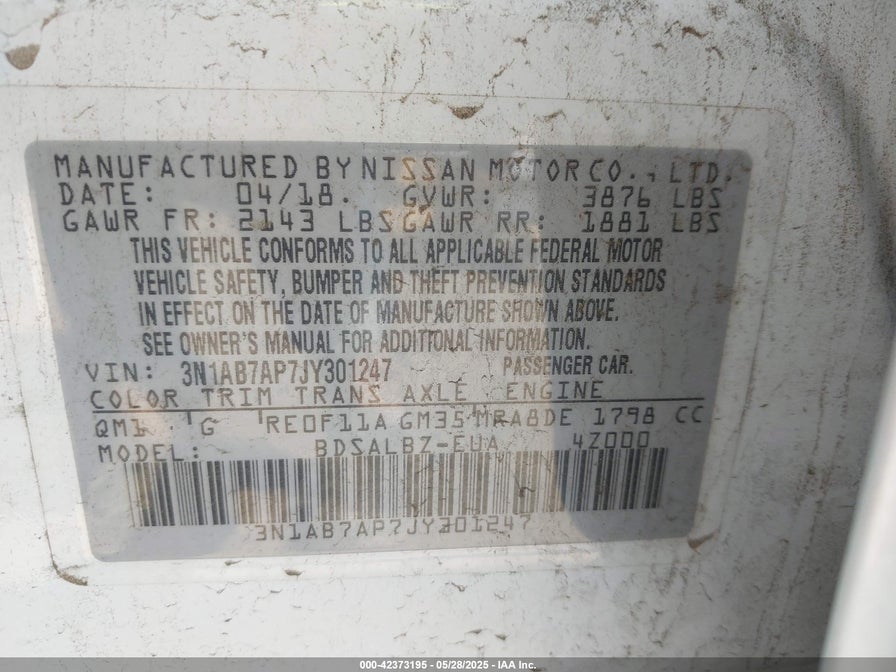 MANUFACTURED BY NISSAN MOTOR CO., LTD.
DATE: 04/18. GVWR: 3876 LBS
GAWR FR: 2143 LBS GAWR RR: 1881 LBS
THIS VEHICLE CONFORMS TO ALL APPLICABLE FEDERAL MOTOR
VEHICLE SAFETY, BUMPER AND THEFT PREVENTION STANDARDS
IN EFFECT ON THE DATE OF MANUFACTURE SHOWN ABOVE.
SEE OWNER'S MANUAL FOR ADDITIONAL INFORMATION.
VIN: 3N1AB7AP7JY301247 PASSENGER CAR.
COLOR TRIM TRANS AXLE ENGINE
QM1 G RE0F11A GM35 MRA8DE 1798 CC
MODEL: BDSALBZ-EUA 4Z000
3N1AB7AP7JY301247
000-42373195 - 05/28/2025 - IAA Inc.